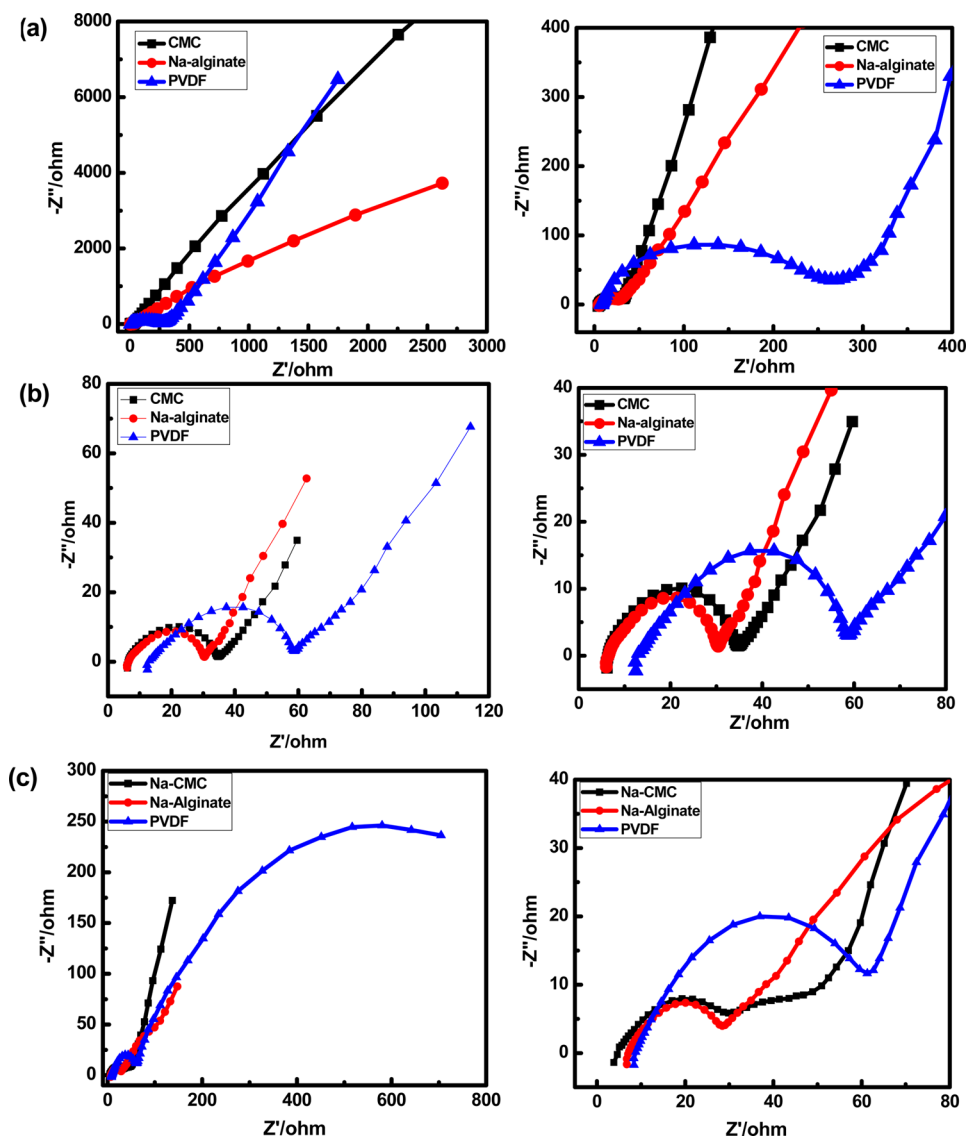 (a)
8000
6000
4000
2000
0
-Z''/ohm
CMC
Na-alginate
PVDF
0 500 1000 1500 2000 2500 3000
Z'/ohm
400
300
200
100
0
-Z''/ohm
CMC
Na-alginate
PVDF
0 100 200 300 400
Z'/ohm
(b)
80
60
40
20
0
-Z''/ohm
CMC
Na-alginate
PVDF
0 20 40 60 80 100 120
Z'/ohm
40
35
30
25
20
15
10
5
0
-Z''/ohm
CMC
Na-alginate
PVDF
0 20 40 60 80
Z'/ohm
(c)
300
250
200
150
100
50
0
-Z''/ohm
Na-CMC
Na-Alginate
PVDF
0 200 400 600 800
Z'/ohm
40
30
20
10
0
-Z''/ohm
Na-CMC
Na-Alginate
PVDF
0 20 40 60 80
Z'/ohm